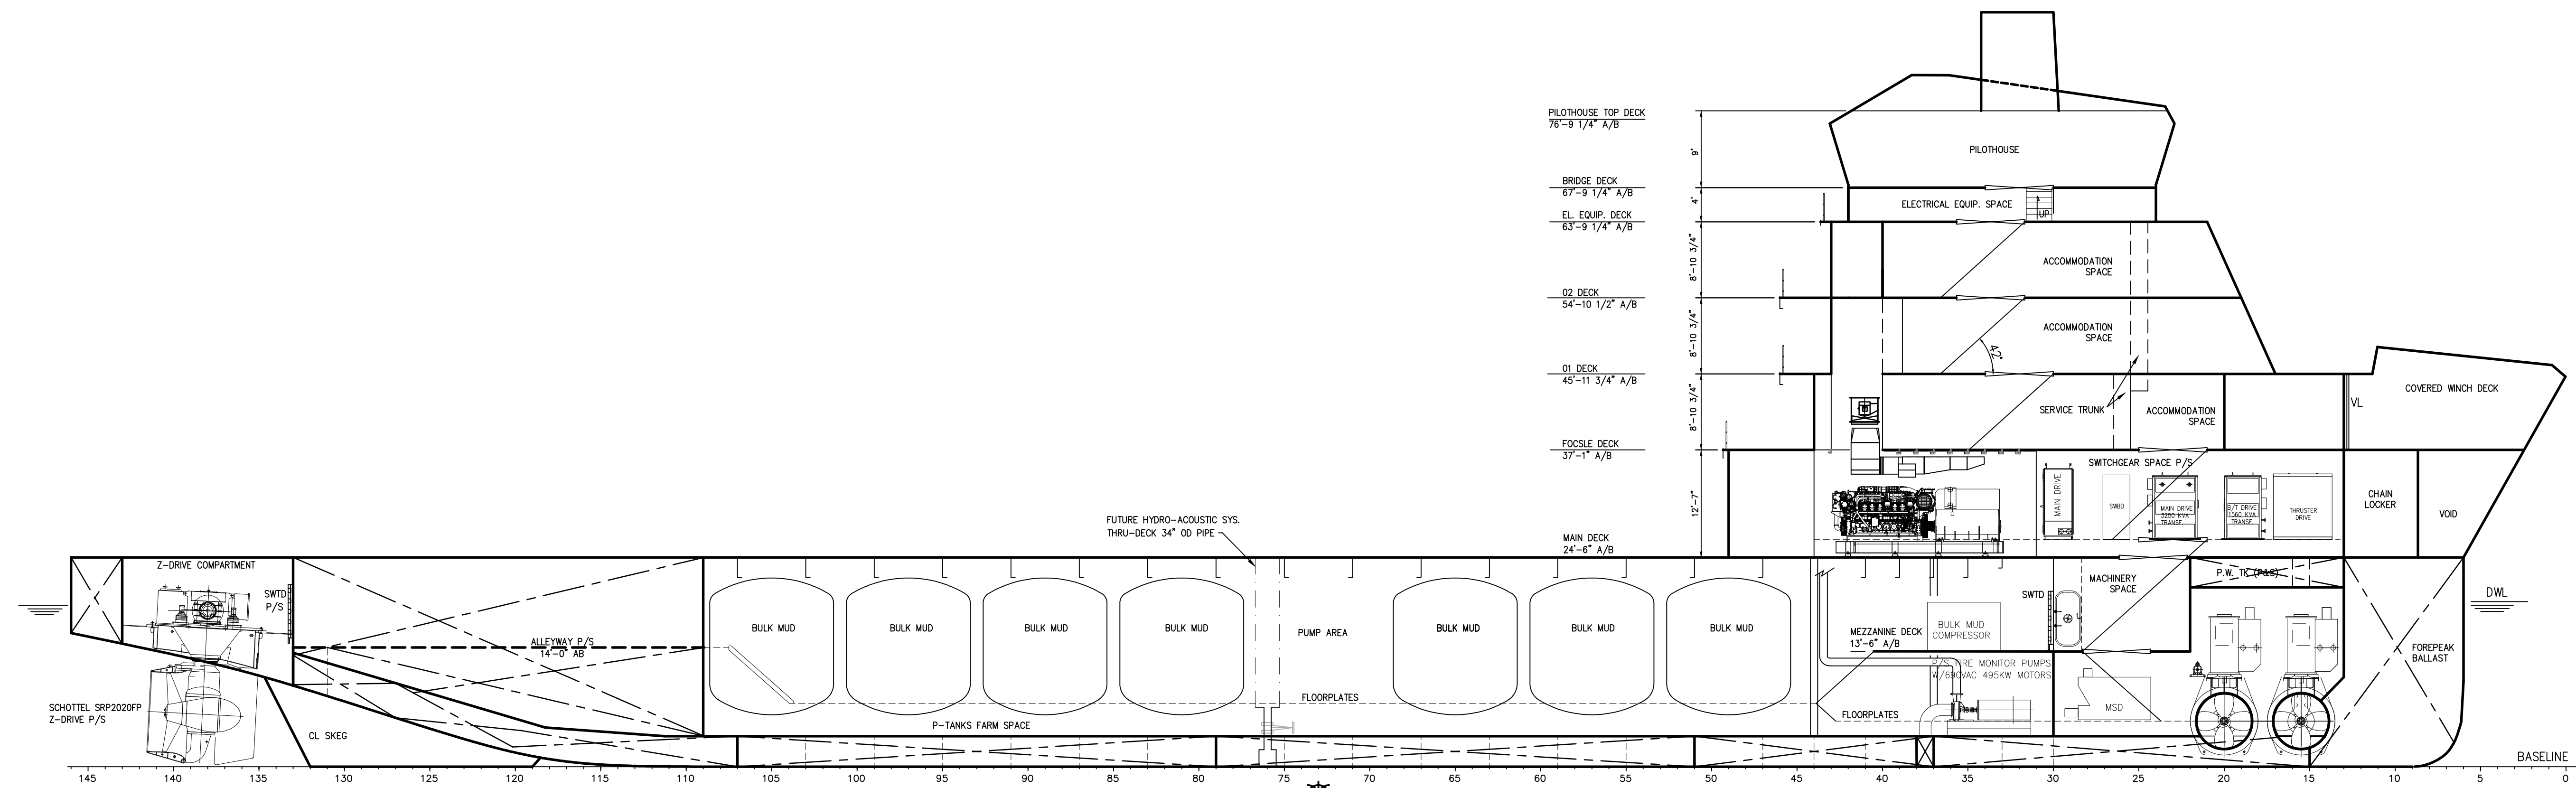 PILOTHOUSE TOP DECK
76'-9 1/4" A/B
9'
PILOTHOUSE
BRIDGE DECK
67'-9 1/4" A/B
4'
ELECTRICAL EQUIP. SPACE
UP
EL. EQUIP. DECK
63'-9 1/4" A/B
8'-10 3/4"
ACCOMMODATION
SPACE
02 DECK
54'-10 1/2" A/B
8'-10 3/4"
ACCOMMODATION
SPACE
42°
01 DECK
45'-11 3/4" A/B
8'-10 3/4"
SERVICE TRUNK
ACCOMMODATION
SPACE
VL
COVERED WINCH DECK
FOCSLE DECK
37'-1" A/B
12'-7"
SWITCHGEAR SPACE P/S
MAIN DRIVE
SWBD
MAIN DRIVE
3250 KVA
TRANSF.
B/T DRIVE
1560 KVA
TRANSF.
THRUSTER
DRIVE
CHAIN
LOCKER
VOID
FUTURE HYDRO-ACOUSTIC SYS.
THRU-DECK 34" OD PIPE
MAIN DECK
24'-6" A/B
Z-DRIVE COMPARTMENT
SWTD
P/S
ALLEYWAY P/S
14'-0" AB
BULK MUD
BULK MUD
BULK MUD
BULK MUD
PUMP AREA
BULK MUD
BULK MUD
BULK MUD
MEZZANINE DECK
13'-6" A/B
BULK MUD
COMPRESSOR
SWTD
MACHINERY
SPACE
P.W. TK (P&S)
DWL
P/S FIRE MONITOR PUMPS
W/690VAC 495KW MOTORS
FOREPEAK
BALLAST
SCHOTTEL SRP2020FP
Z-DRIVE P/S
CL SKEG
FLOORPLATES
P-TANKS FARM SPACE
FLOORPLATES
MSD
BASELINE
145 140 135 130 125 120 115 110 105 100 95 90 85 80 75 70 65 60 55 50 45 40 35 30 25 20 15 10 5 0